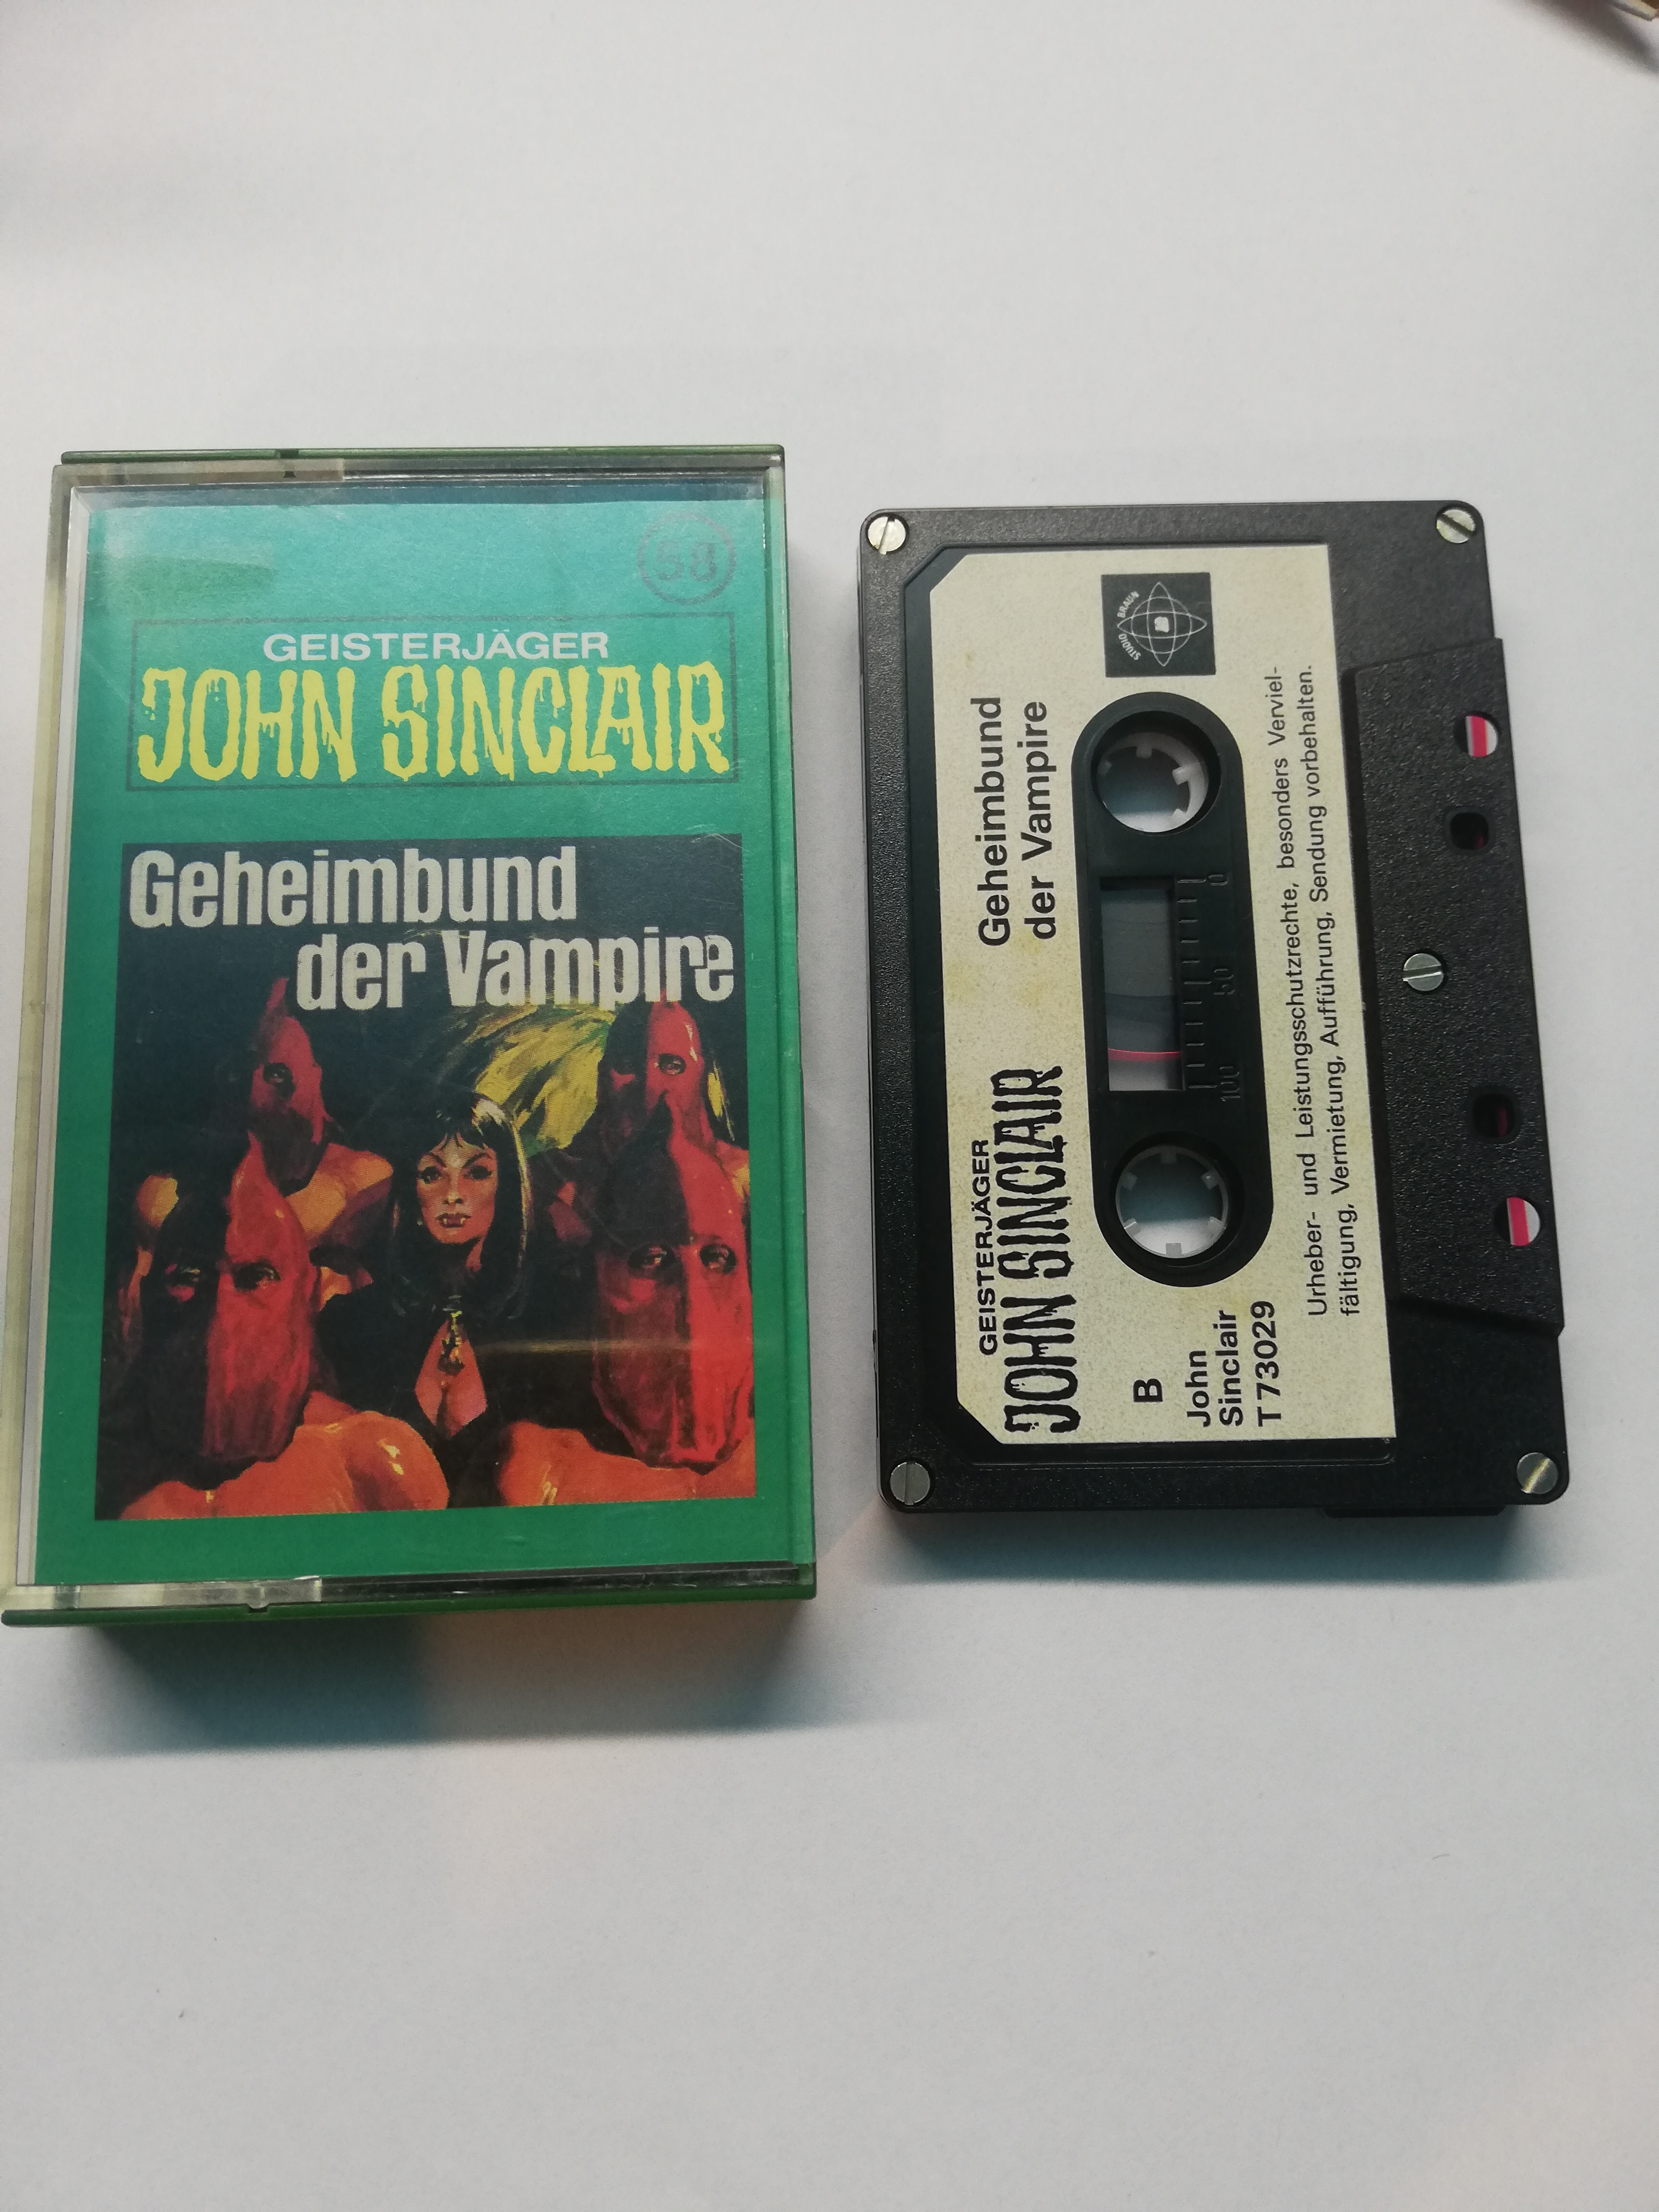 58
GEISTERJÄGER
JOHN SINCLAIR
Geheimbund
der Vampire
GEISTERJÄGER
JOHN SINCLAIR
Geheimbund
der Vampire
STUDIO BRAUN
B
John
Sinclair
T 73029
100 50 0
Urheber- und Leistungsschutzrechte, besonders Verviel-
fältigung, Vermietung, Aufführung, Sendung vorbehalten.